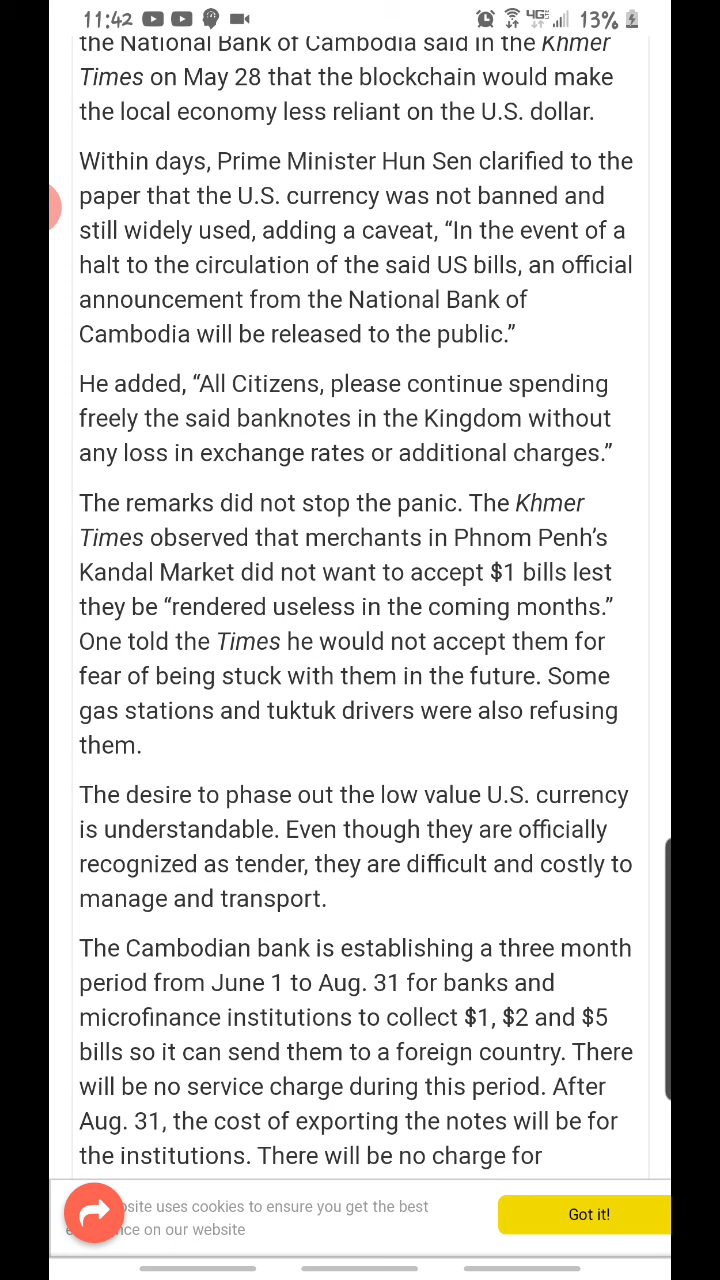 11:42 4GE 13%
the National Bank of Cambodia said in the Khmer
Times on May 28 that the blockchain would make
the local economy less reliant on the U.S. dollar.
Within days, Prime Minister Hun Sen clarified to the
paper that the U.S. currency was not banned and
still widely used, adding a caveat, “In the event of a
halt to the circulation of the said US bills, an official
announcement from the National Bank of
Cambodia will be released to the public.”
He added, “All Citizens, please continue spending
freely the said banknotes in the Kingdom without
any loss in exchange rates or additional charges.”
The remarks did not stop the panic. The Khmer
Times observed that merchants in Phnom Penh’s
Kandal Market did not want to accept $1 bills lest
they be “rendered useless in the coming months.”
One told the Times he would not accept them for
fear of being stuck with them in the future. Some
gas stations and tuktuk drivers were also refusing
them.
The desire to phase out the low value U.S. currency
is understandable. Even though they are officially
recognized as tender, they are difficult and costly to
manage and transport.
The Cambodian bank is establishing a three month
period from June 1 to Aug. 31 for banks and
microfinance institutions to collect $1, $2 and $5
bills so it can send them to a foreign country. There
will be no service charge during this period. After
Aug. 31, the cost of exporting the notes will be for
the institutions. There will be no charge for
uses cookies to ensure you get the best
on our website
Got it!